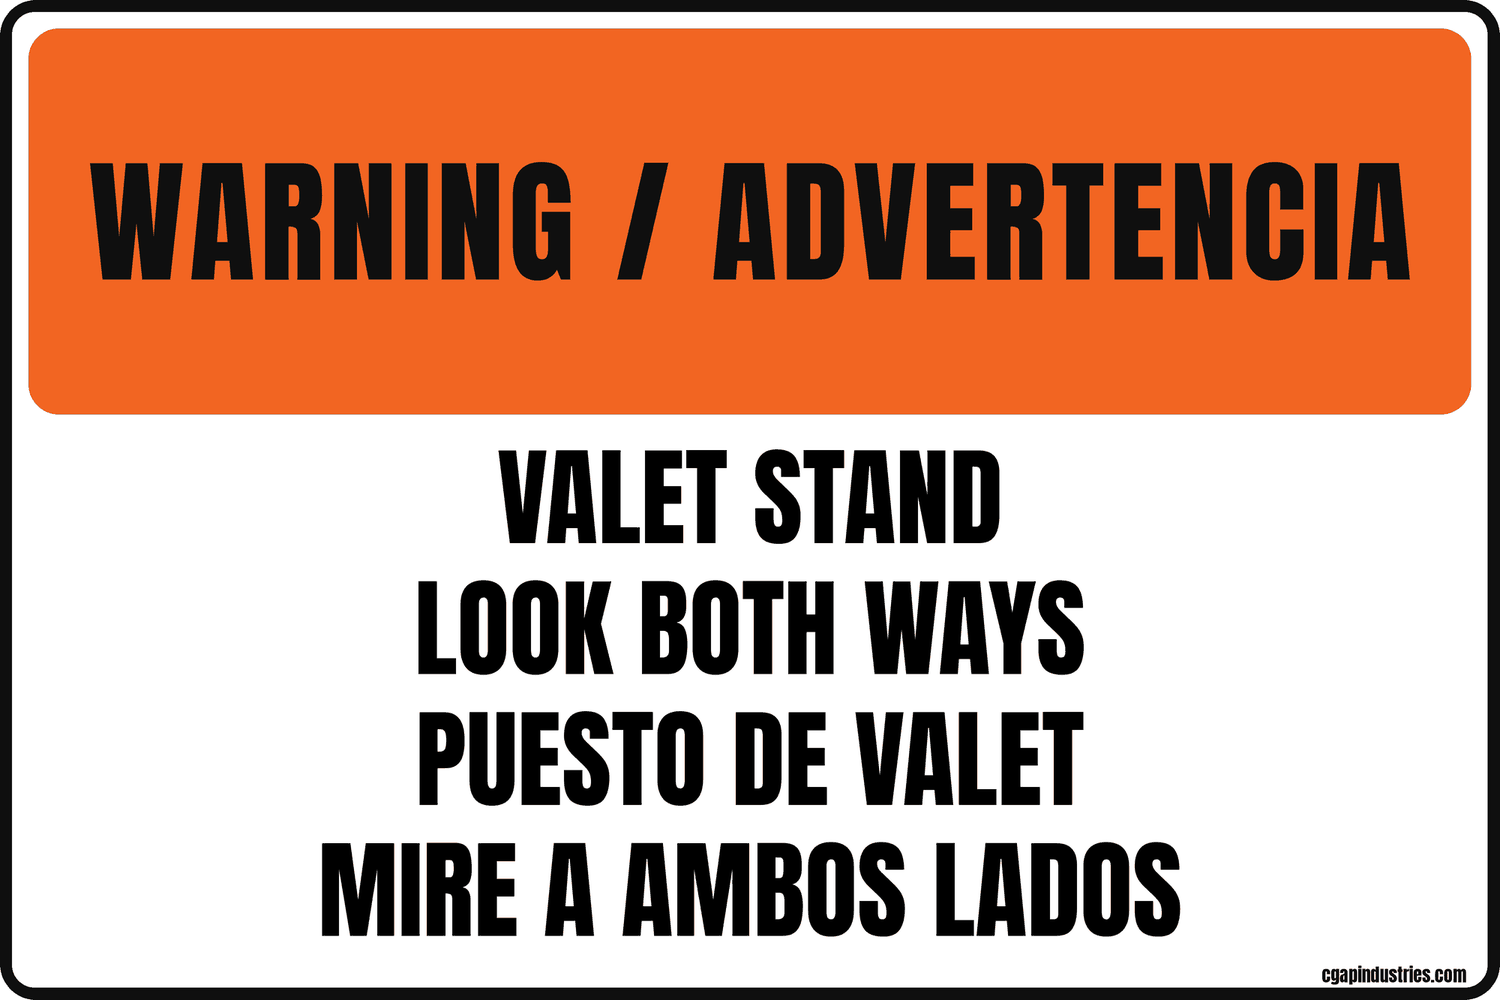 WARNING / ADVERTENCIA
VALET STAND
LOOK BOTH WAYS
PUESTO DE VALET
MIRE A AMBOS LADOS
cgapindustries.com